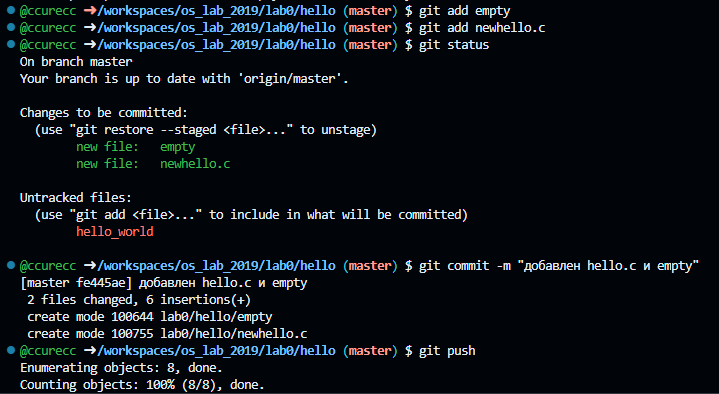 @ccurecc ➜/workspaces/os_lab_2019/lab0/hello (master) $ git add empty
@ccurecc ➜/workspaces/os_lab_2019/lab0/hello (master) $ git add newhello.c
@ccurecc ➜/workspaces/os_lab_2019/lab0/hello (master) $ git status
On branch master
Your branch is up to date with 'origin/master'.
Changes to be committed:
(use "git restore --staged <file>..." to unstage)
new file:   empty
new file:   newhello.c
Untracked files:
(use "git add <file>..." to include in what will be committed)
hello_world
@ccurecc ➜/workspaces/os_lab_2019/lab0/hello (master) $ git commit -m "добавлен hello.c и empty"
[master fe445ae] добавлен hello.c и empty
2 files changed, 6 insertions(+)
create mode 100644 lab0/hello/empty
create mode 100755 lab0/hello/newhello.c
@ccurecc ➜/workspaces/os_lab_2019/lab0/hello (master) $ git push
Enumerating objects: 8, done.
Counting objects: 100% (8/8), done.